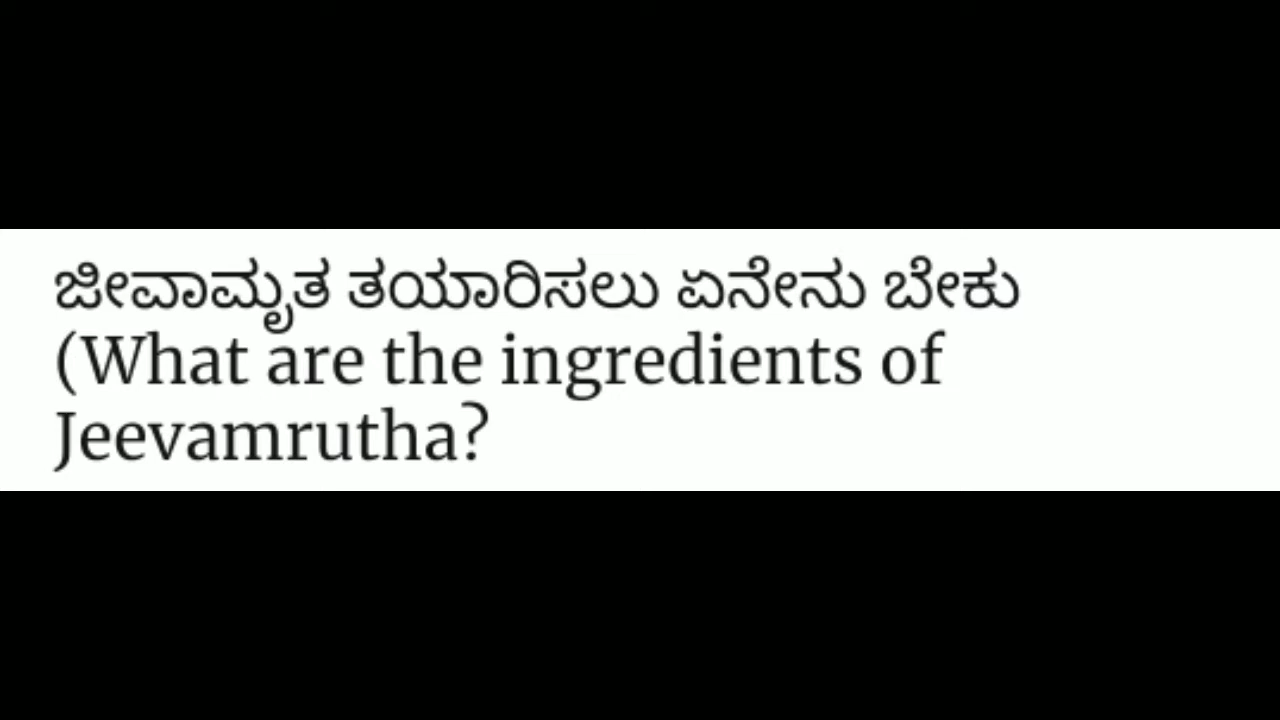 ಜೀವಾಮೃತ ತಯಾರಿಸಲು ಏನೇನು ಬೇಕು
(What are the ingredients of
Jeevamrutha?